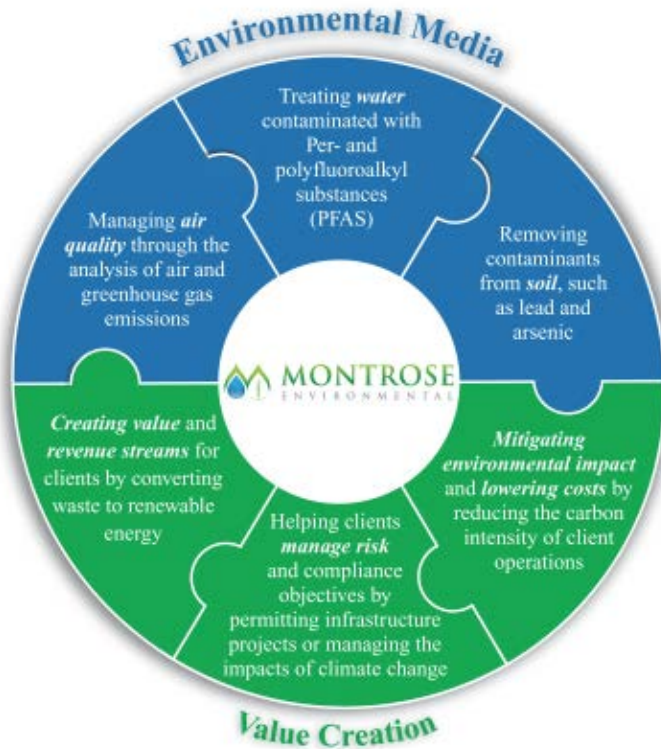 Environmental Media
Treating water
contaminated with
Per- and
polyfluoroalkyl
substances
(PFAS)
Managing air
quality through the
analysis of air and
greenhouse gas
emissions
Removing
contaminants
from soil, such
as lead and
arsenic
MONTROSE
ENVIRONMENTAL
Creating value and
revenue streams for
clients by converting
waste to renewable
energy
Helping clients
manage risk
and compliance
objectives by
permitting infrastructure
projects or managing the
impacts of climate change
Mitigating
environmental impact
and lowering costs by
reducing the carbon
intensity of client
operations
Value Creation